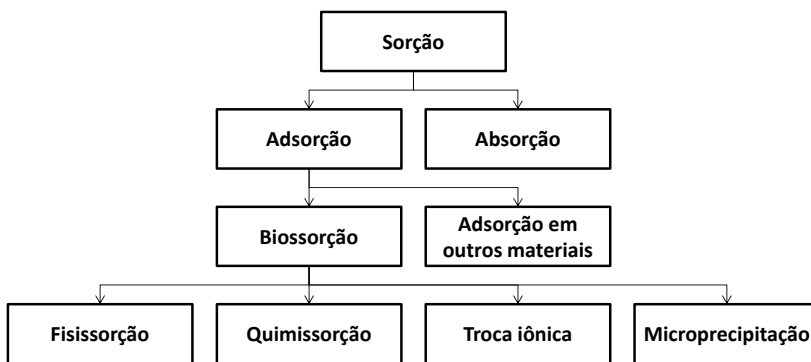 Sorção
Adsorção
Absorção
Biossorção
Adsorção em
outros materiais
Fisissorção
Quimissorção
Troca iônica
Microprecipitação